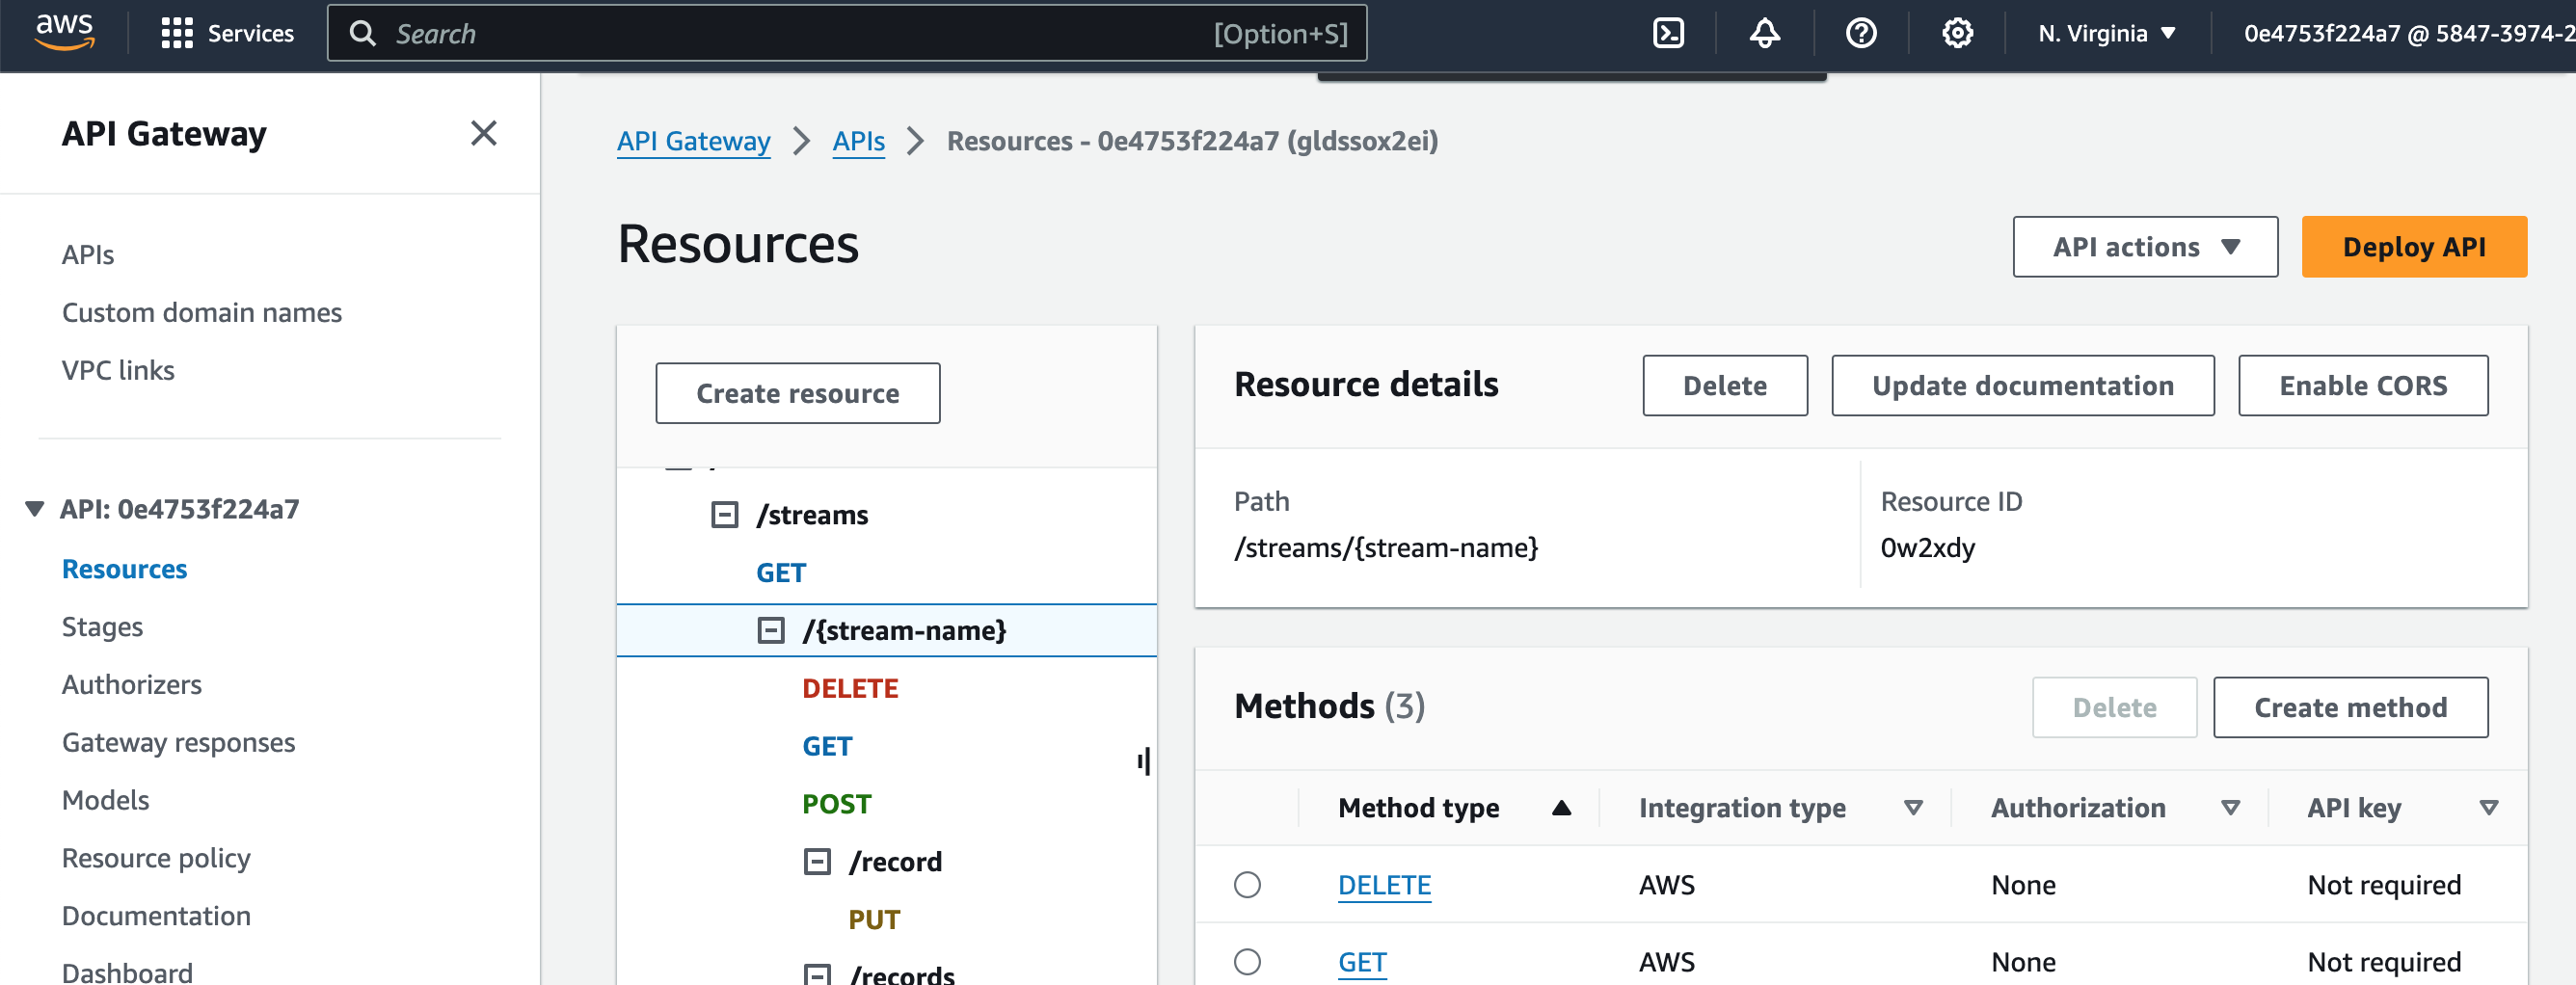 aws
Services
Search
[Option+S]
N. Virginia
0e4753f224a7 @ 5847-3974-2
API Gateway
APIs
Custom domain names
VPC links
API: 0e4753f224a7
Resources
Stages
Authorizers
Gateway responses
Models
Resource policy
Documentation
Dashboard
API Gateway
APIs
Resources - 0e4753f224a7 (gldssox2ei)
Resources
API actions
Deploy API
Create resource
/streams
GET
/{stream-name}
DELETE
GET
POST
/record
PUT
/records
Resource details
Delete
Update documentation
Enable CORS
Path
/streams/{stream-name}
Resource ID
0w2xdy
Methods (3)
Delete
Create method
Method type
Integration type
Authorization
API key
DELETE
AWS
None
Not required
GET
AWS
None
Not required